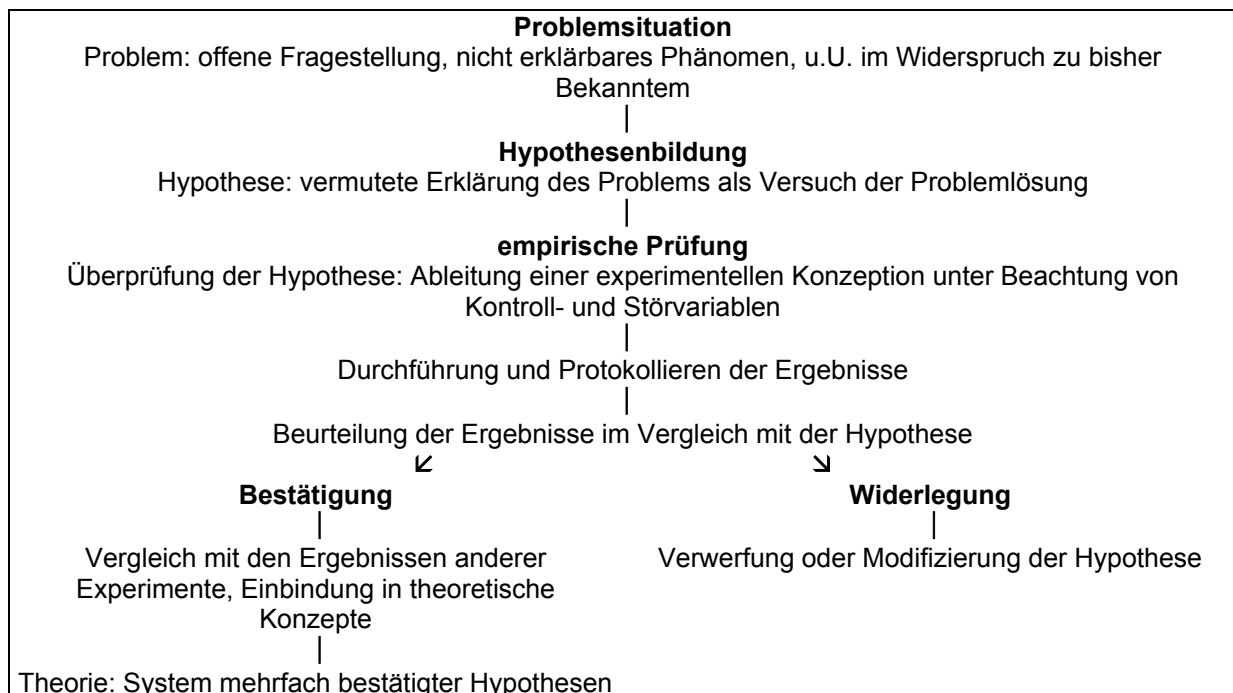 Problemsituation
Problem: offene Fragestellung, nicht erklärbares Phänomen, u.U. im Widerspruch zu bisher
Bekanntem
Hypothesenbildung
Hypothese: vermutete Erklärung des Problems als Versuch der Problemlösung
empirische Prüfung
Überprüfung der Hypothese: Ableitung einer experimentellen Konzeption unter Beachtung von
Kontroll- und Störvariablen
Durchführung und Protokollieren der Ergebnisse
Beurteilung der Ergebnisse im Vergleich mit der Hypothese
Bestätigung
Vergleich mit den Ergebnissen anderer
Experimente, Einbindung in theoretische
Konzepte
Theorie: System mehrfach bestätigter Hypothesen
Widerlegung
Verwerfung oder Modifizierung der Hypothese